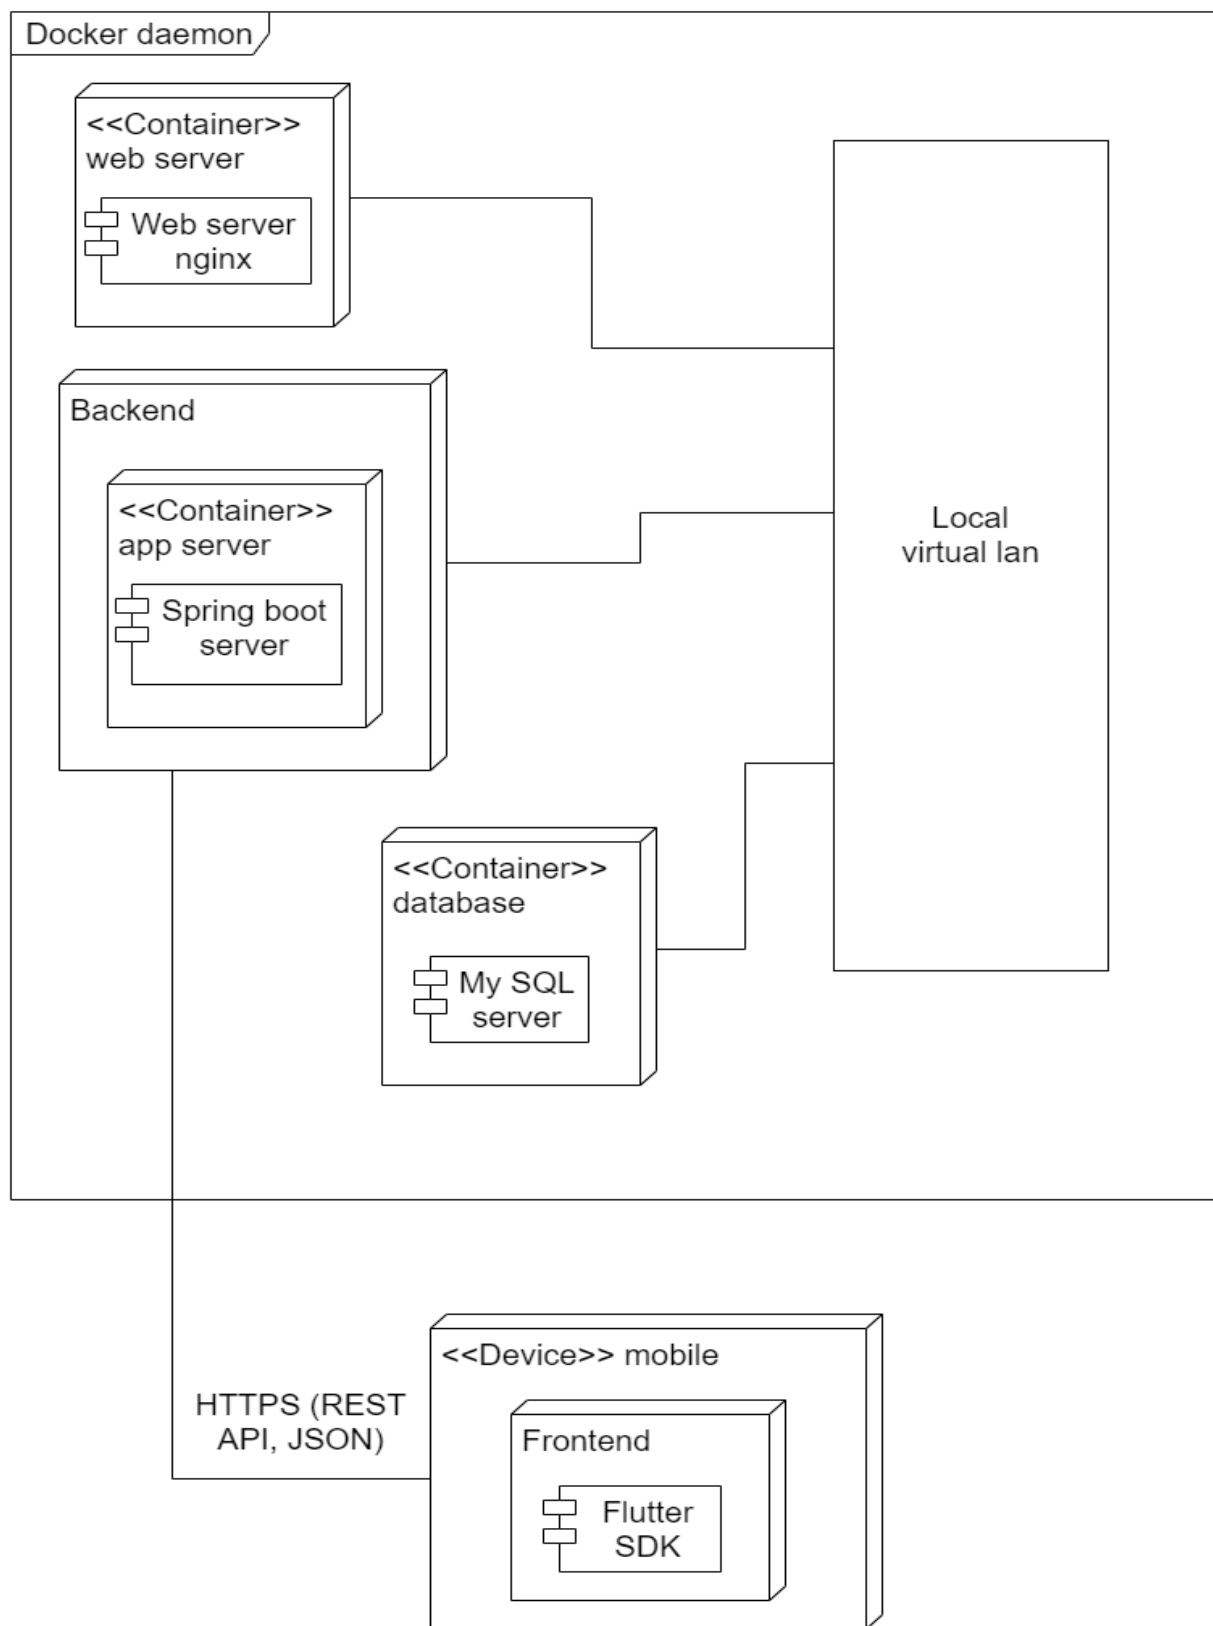 Docker daemon
<<Container>>
web server
Web server
nginx
Backend
<<Container>>
app server
Spring boot
server
Local
virtual lan
<<Container>>
database
My SQL
server
HTTPS (REST
API, JSON)
<<Device>> mobile
Frontend
Flutter
SDK